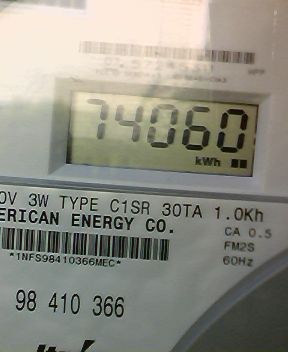 74060
kWh
0V 3W TYPE C1SR 30TA 1.0Kh
ERICAN ENERGY CO.
CA 0.5
FM2S
*1NFS98410366MEC*
60Hz
98 410 366